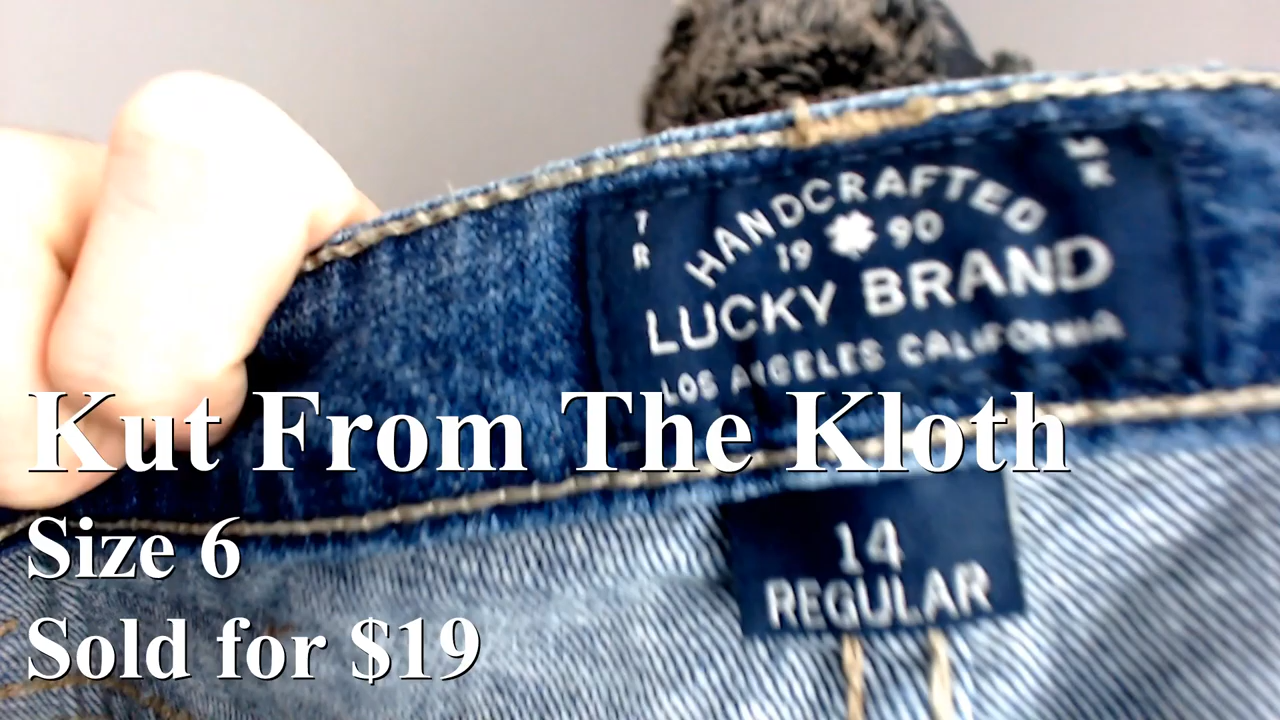 HANDCRAFTED
19 90
LUCKY BRAND
LOS ANGELES CALIFORNIA
Kut From The Kloth
14
REGULAR
Size 6
Sold for $19